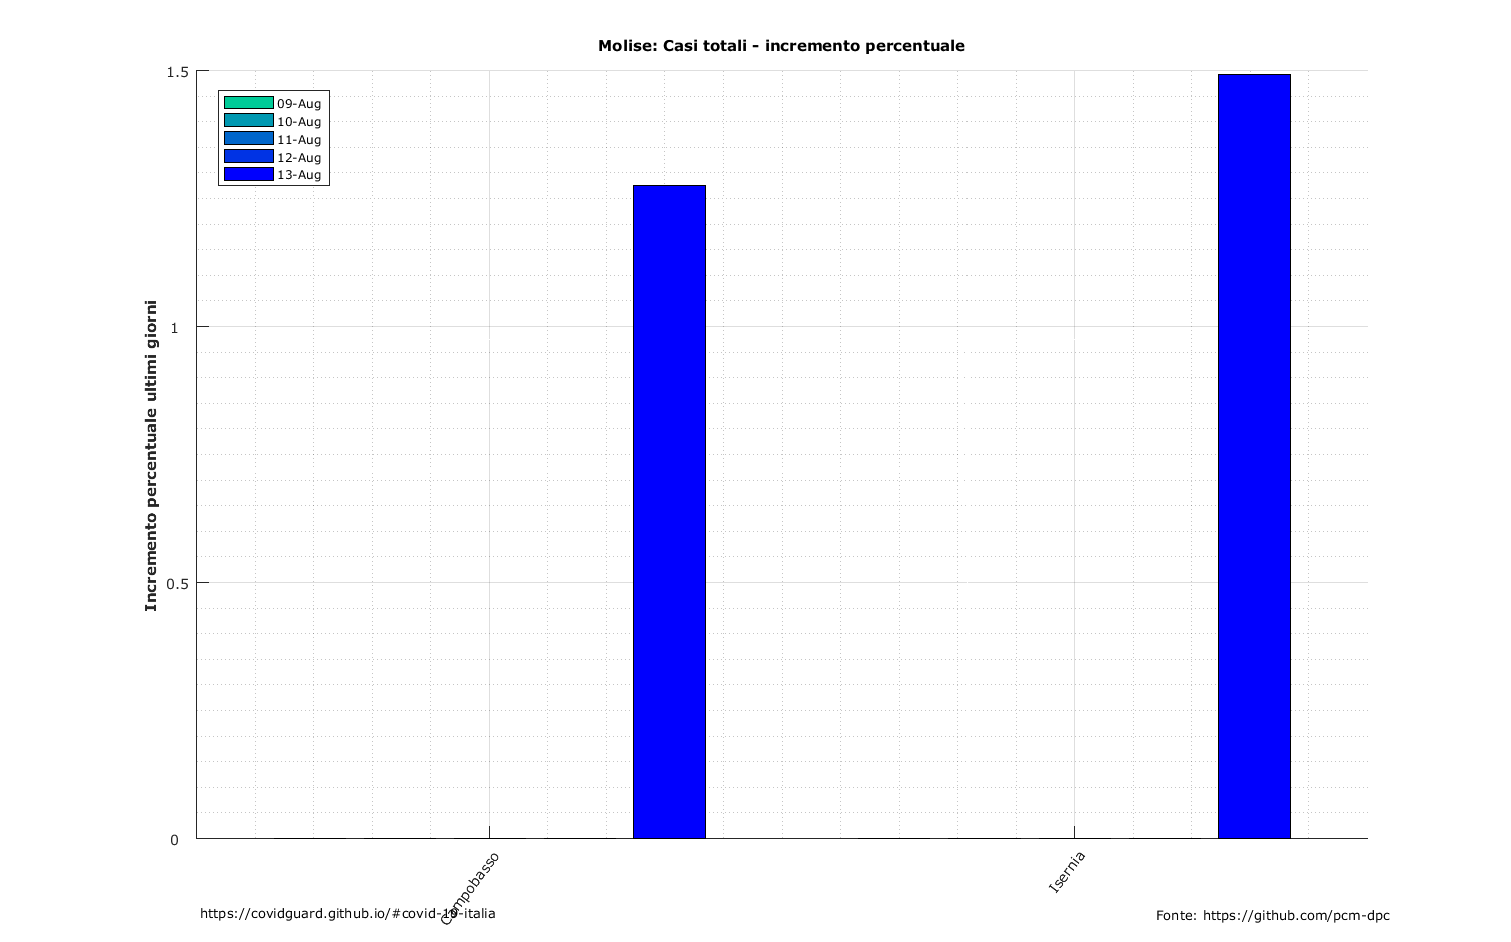 Molise: Casi totali - incremento percentuale
1.5
1
0.5
0
Incremento percentuale ultimi giorni
09-Aug
10-Aug
11-Aug
12-Aug
13-Aug
Campobasso
Isernia
https://covidguard.github.io/#covid-19-italia
Fonte: https://github.com/pcm-dpc